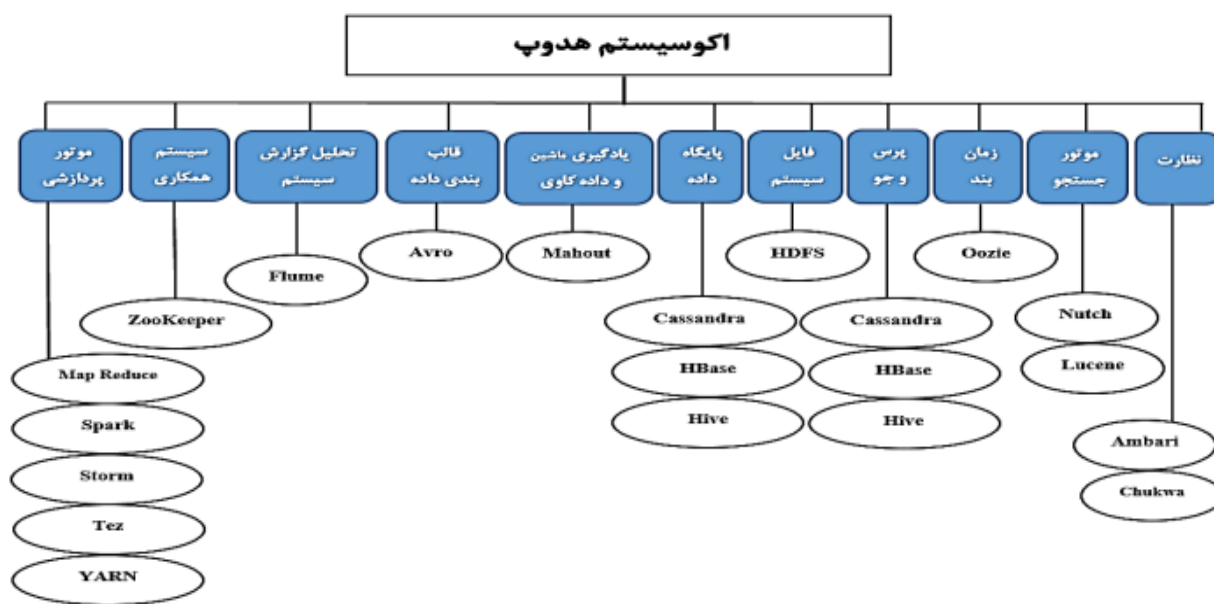 اکوسیستم هدوپ
نظارت
موتور
جستجو
زمان
بند
پرس
و جو
فایل
سیستم
پایگاه
داده
یادگیری ماشین
و داده کاوی
قالب
بندی داده
تحلیل گزارش
سیستم
سیستم
همکاری
موتور
پردازشی
Avro
Mahout
HDFS
Oozie
Flume
ZooKeeper
Cassandra
HBase
Hive
Cassandra
HBase
Hive
Nutch
Lucene
Map Reduce
Spark
Storm
Tez
YARN
Ambari
Chukwa